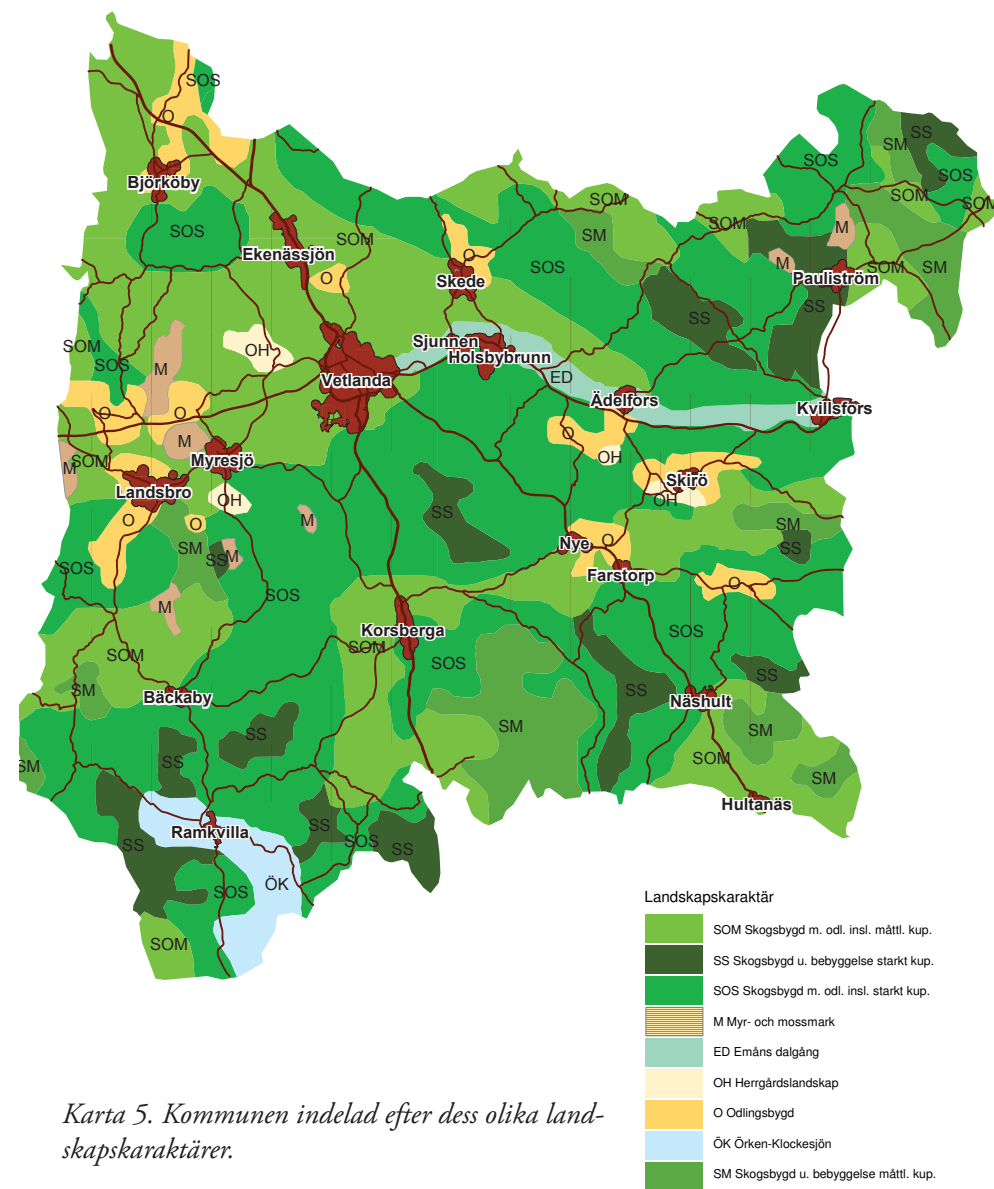 SOS
O
SM
SS
SOS
Björköby
SOS
SOM
SOM
SOM
SOS
SOM
SM
M
Ekenässjön
SOM
O
O
Skede
SOS
M
Pauliström
SOM
SM
SS
SS
SOM
SOS
M
OH
Sjunnen
Holsbybrunn
Vetlanda
ED
Ädelfors
Kvillsfors
O
O
O
M
Myresjö
OH
SOM
M
Landsbro
OH
Skirö
OH
O
O
M
SS
SM
SS
SM
SS
M
Nye
O
Farstorp
O
SOS
SOS
M
Korsberga
SOM
SOS
SOS
SOM
SM
Bäckaby
SS
SS
Näshult
SS
SM
SM
SOM
SM
SS
SM
Hultanäs
Ramkvilla
SS
SS
SOS
SS
SOS
ÖK
SOM
Landskapskaraktär
SOM Skogsbygd m. odl. insl. måttl. kup.
SS Skogsbygd u. bebyggelse starkt kup.
SOS Skogsbygd m. odl. insl. starkt kup.
M Myr- och mossmark
ED Emåns dalgång
OH Herrgårdslandskap
O Odlingsbygd
ÖK Örken-Klockesjön
SM Skogsbygd u. bebyggelse måttl. kup.
Karta 5. Kommunen indelad efter dess olika land-
skapskaraktärer.